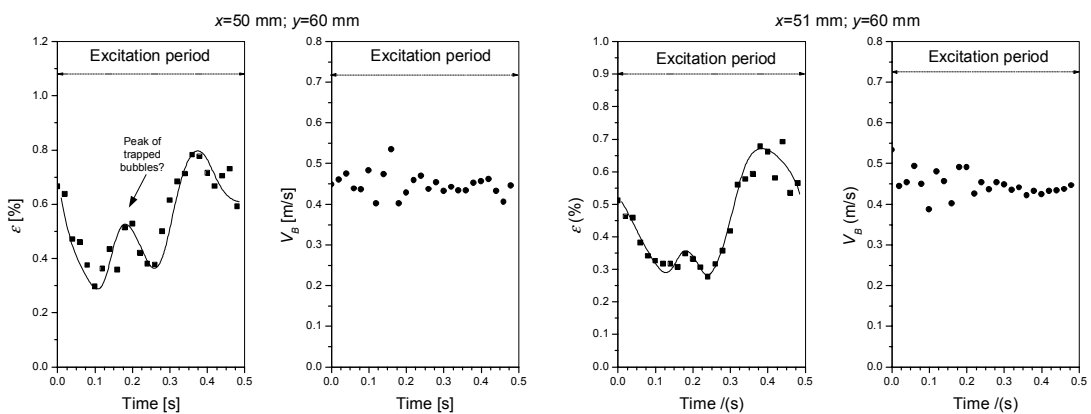 x=50 mm; y=60 mm
x=51 mm; y=60 mm
Excitation period
1.2
1.0
0.8
0.6
0.4
0.2
0.0
ε [%]
Peak of
trapped
bubbles?
0.0 0.1 0.2 0.3 0.4 0.5
Time [s]
Excitation period
0.8
0.7
0.6
0.5
0.4
0.3
0.2
0.1
0.0
V_B [m/s]
0.0 0.1 0.2 0.3 0.4 0.5
Time [s]
Excitation period
1.0
0.9
0.8
0.7
0.6
0.5
0.4
0.3
0.2
0.1
0.0
ε (%)
0.0 0.1 0.2 0.3 0.4 0.5
Time /(s)
Excitation period
0.8
0.7
0.6
0.5
0.4
0.3
0.2
0.1
0.0
V_B (m/s)
0.0 0.1 0.2 0.3 0.4 0.5
Time /(s)